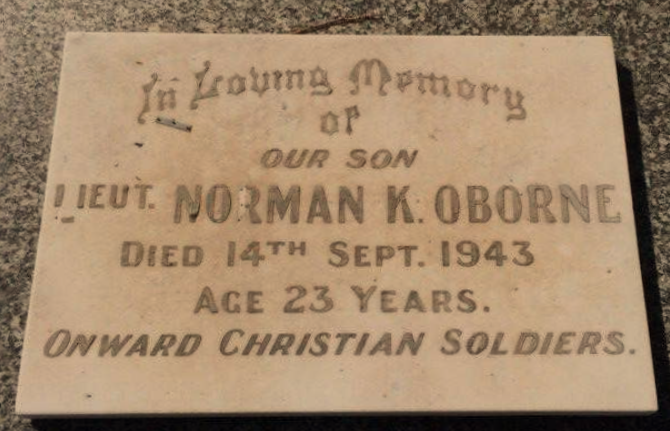 In Loving Memory
of
OUR SON
LIEUT. NORMAN K. OBORNE
DIED 14TH SEPT. 1943
AGE 23 YEARS.
ONWARD CHRISTIAN SOLDIERS.